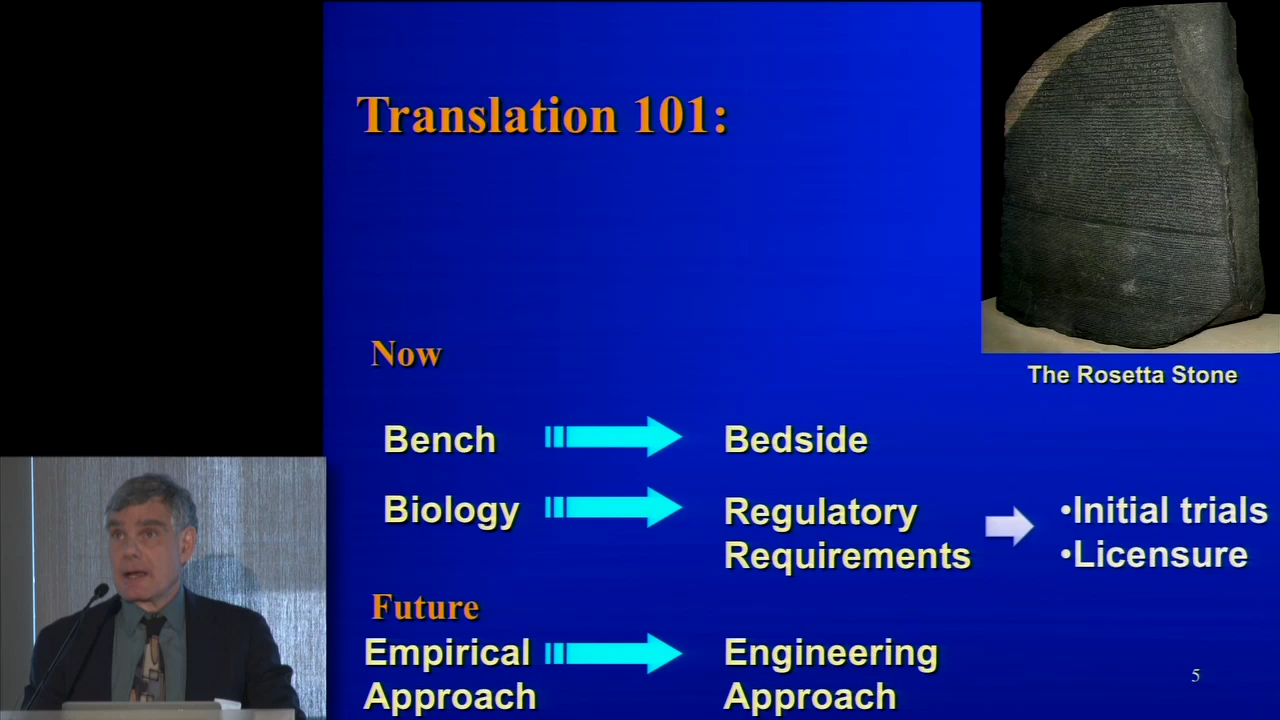 Translation 101:
The Rosetta Stone
Now
Bench
Bedside
Biology
Regulatory
Requirements
•Initial trials
•Licensure
Future
Empirical
Approach
Engineering
Approach
5